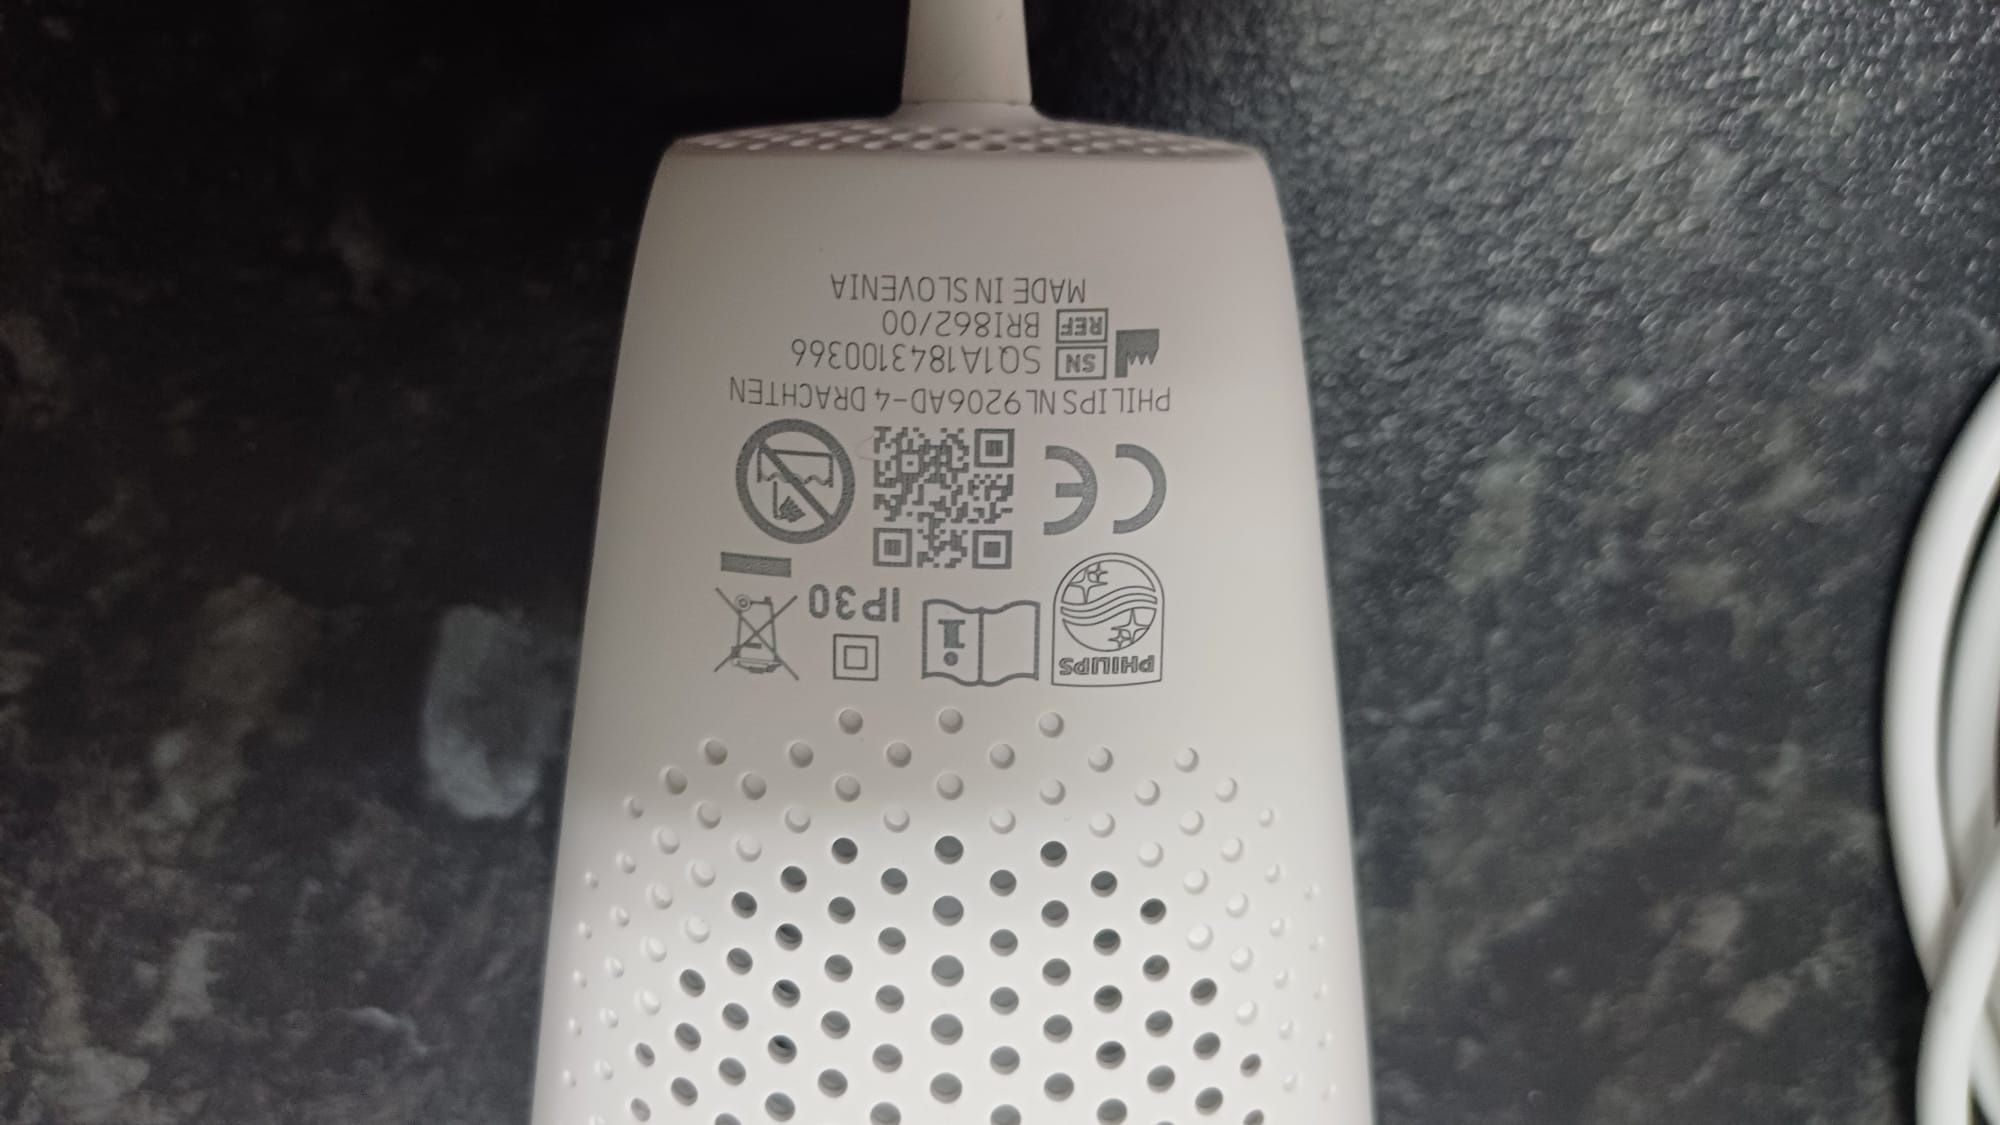 PHILIPS
IP30
CE
PHILIPS NL9206AD-4 DRACHTEN
SN SQ1A1843100366
REF BRI862/00
MADE IN SLOVENIA